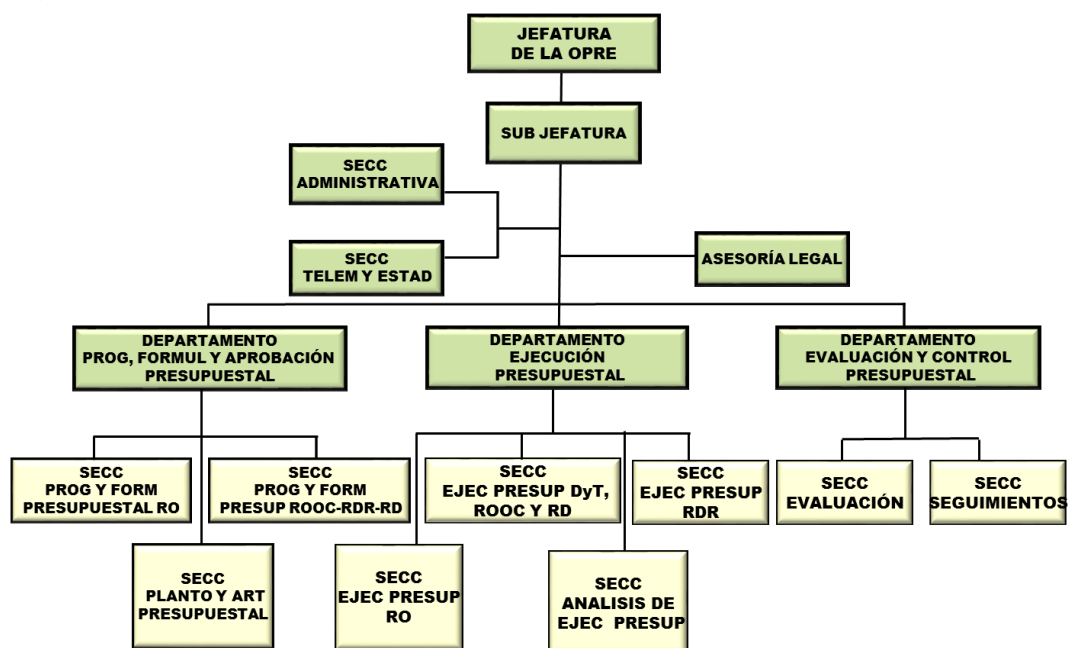 JEFATURA
DE LA OPRE
SUB JEFATURA
SECC
ADMINISTRATIVA
SECC
TELEM Y ESTAD
ASESORÍA LEGAL
DEPARTAMENTO
PROG, FORMUL Y APROBACIÓN
PRESUPUESTAL
DEPARTAMENTO
EJECUCIÓN
PRESUPUESTAL
DEPARTAMENTO
EVALUACIÓN Y CONTROL
PRESUPUESTAL
SECC
PROG Y FORM
PRESUPUESTAL RO
SECC
PROG Y FORM
PRESUP ROOC-RDR-RD
SECC
EJEC PRESUP DyT,
ROOC Y RD
SECC
EJEC PRESUP
RDR
SECC
EVALUACIÓN
SECC
SEGUIMIENTOS
SECC
PLANTO Y ART
PRESUPUESTAL
SECC
EJEC PRESUP
RO
SECC
ANALISIS DE
EJEC PRESUP